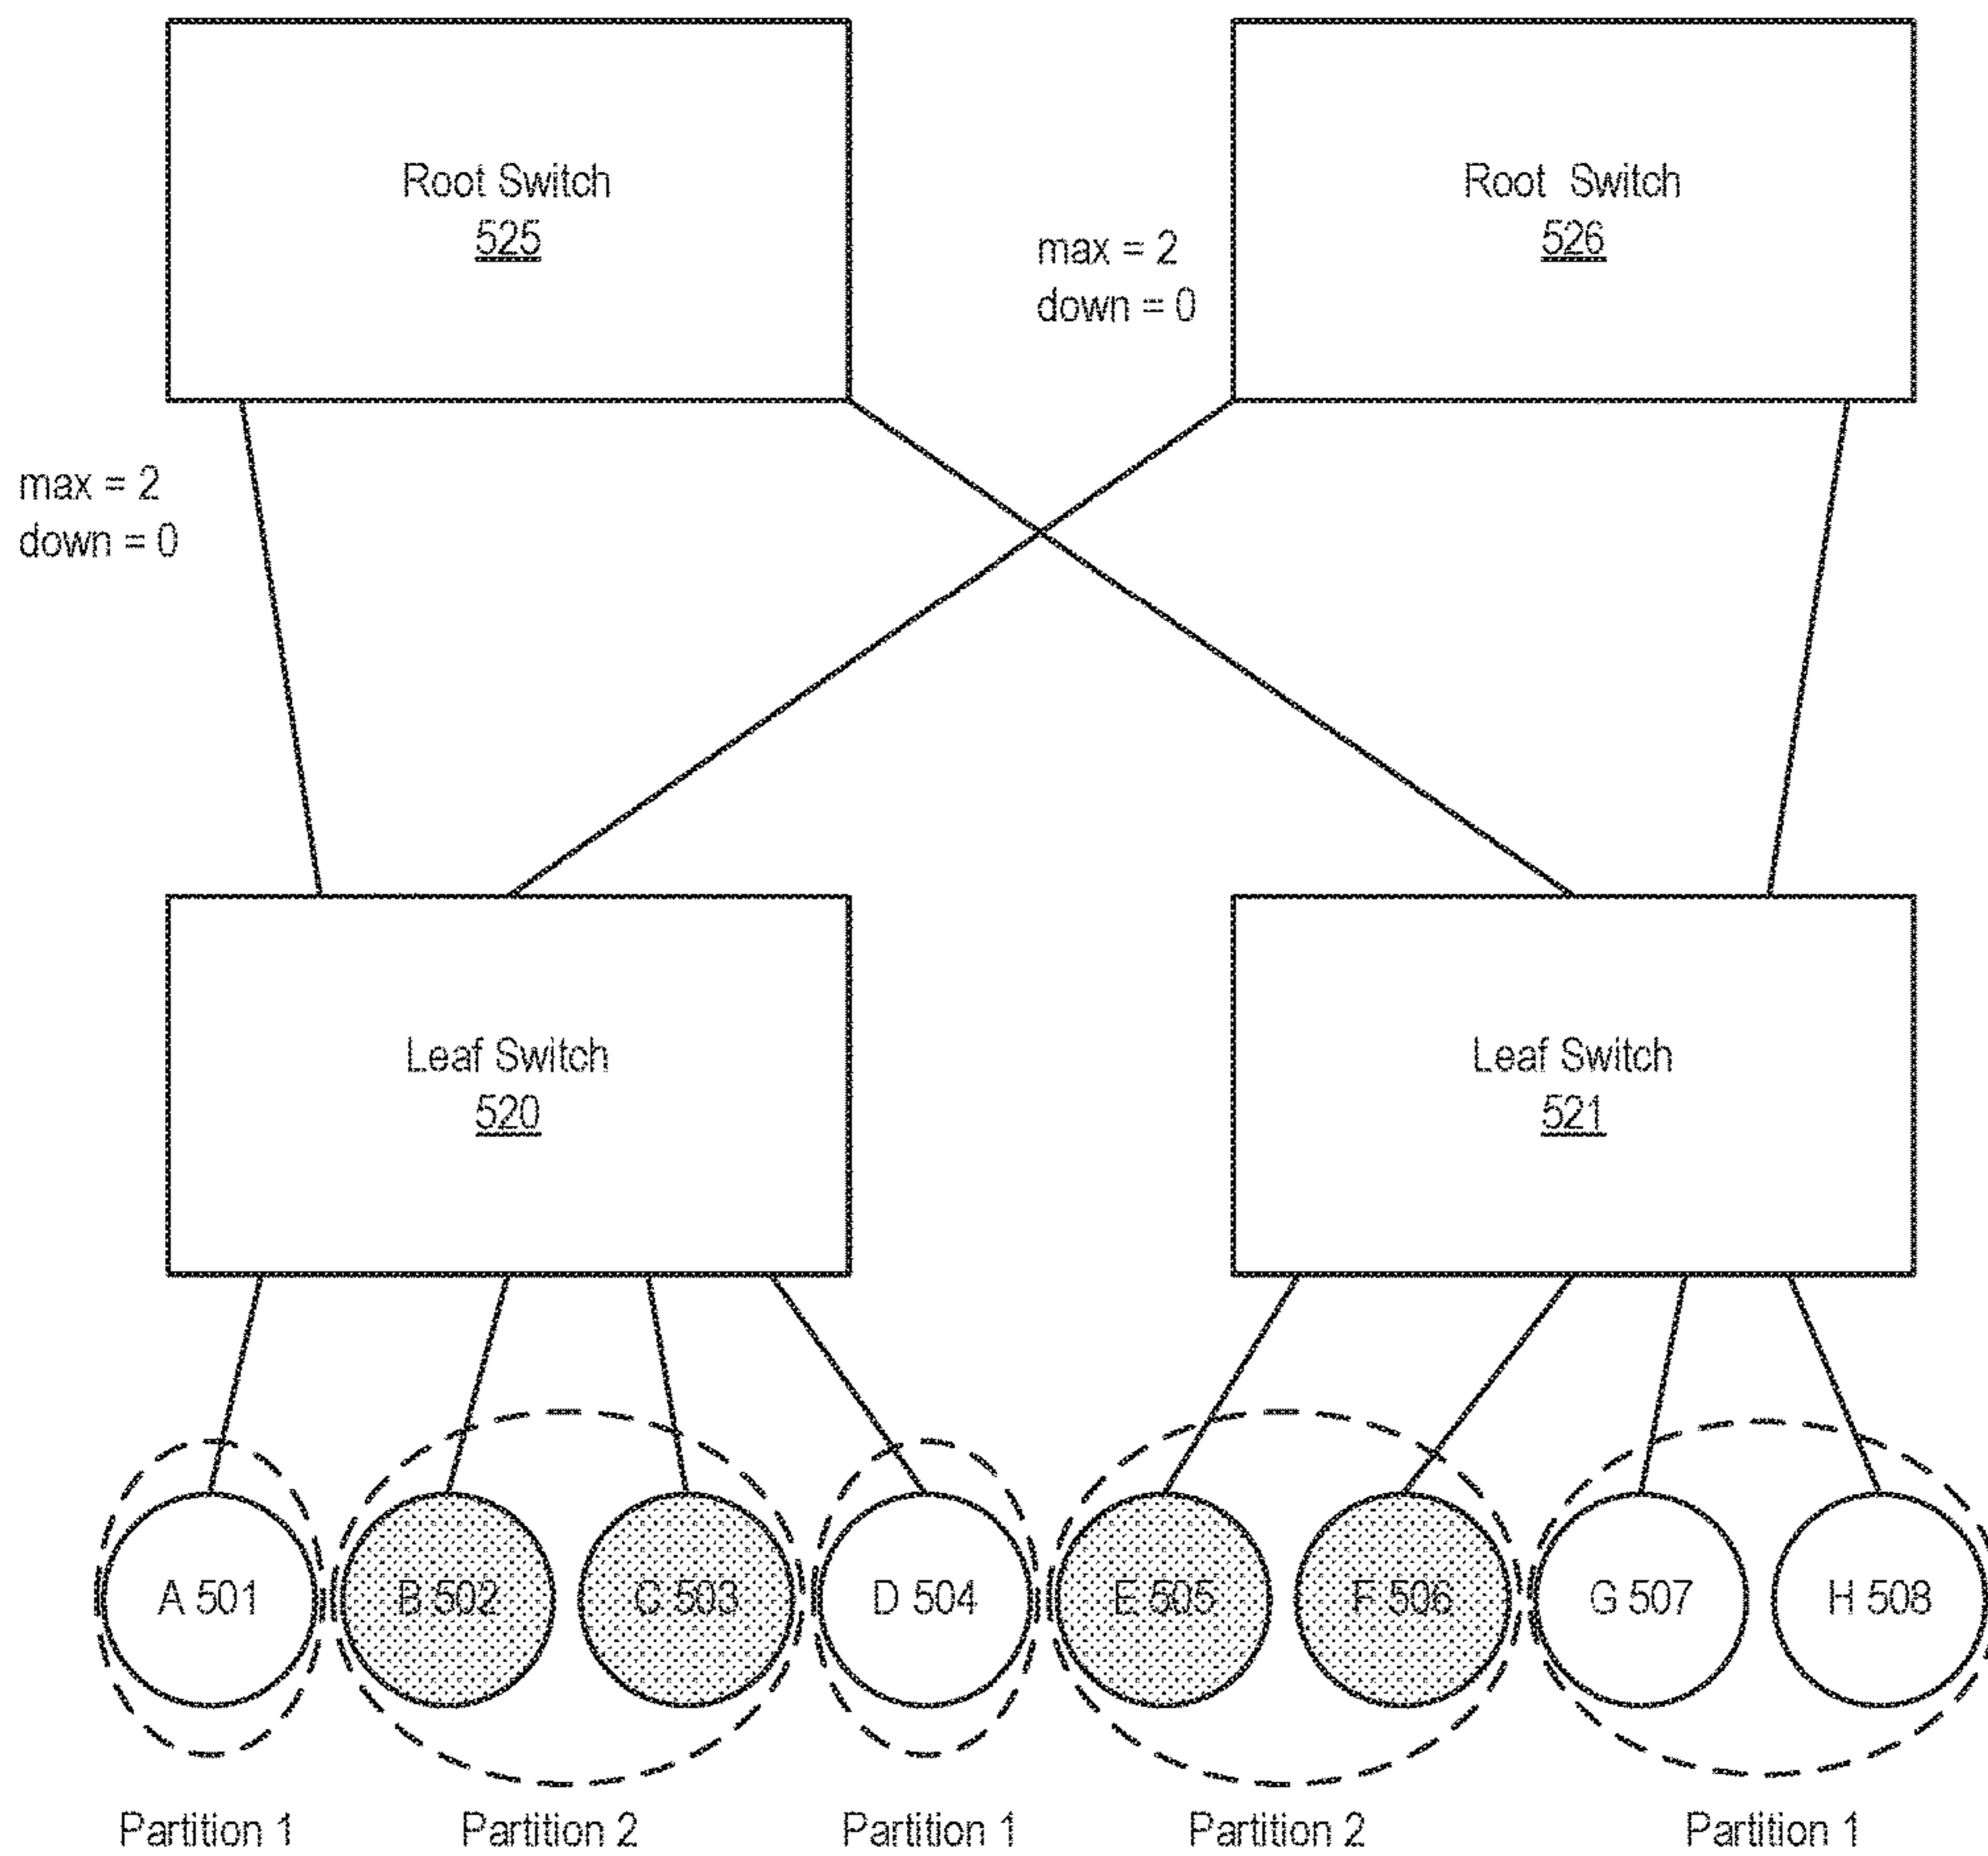 Root Switch
525
Root Switch
526
max = 2
down = 0
max = 2
down = 0
Leaf Switch
520
Leaf Switch
521
A 501
B 502
C 503
D 504
E 505
F 506
G 507
H 508
Partition 1
Partition 2
Partition 1
Partition 2
Partition 1